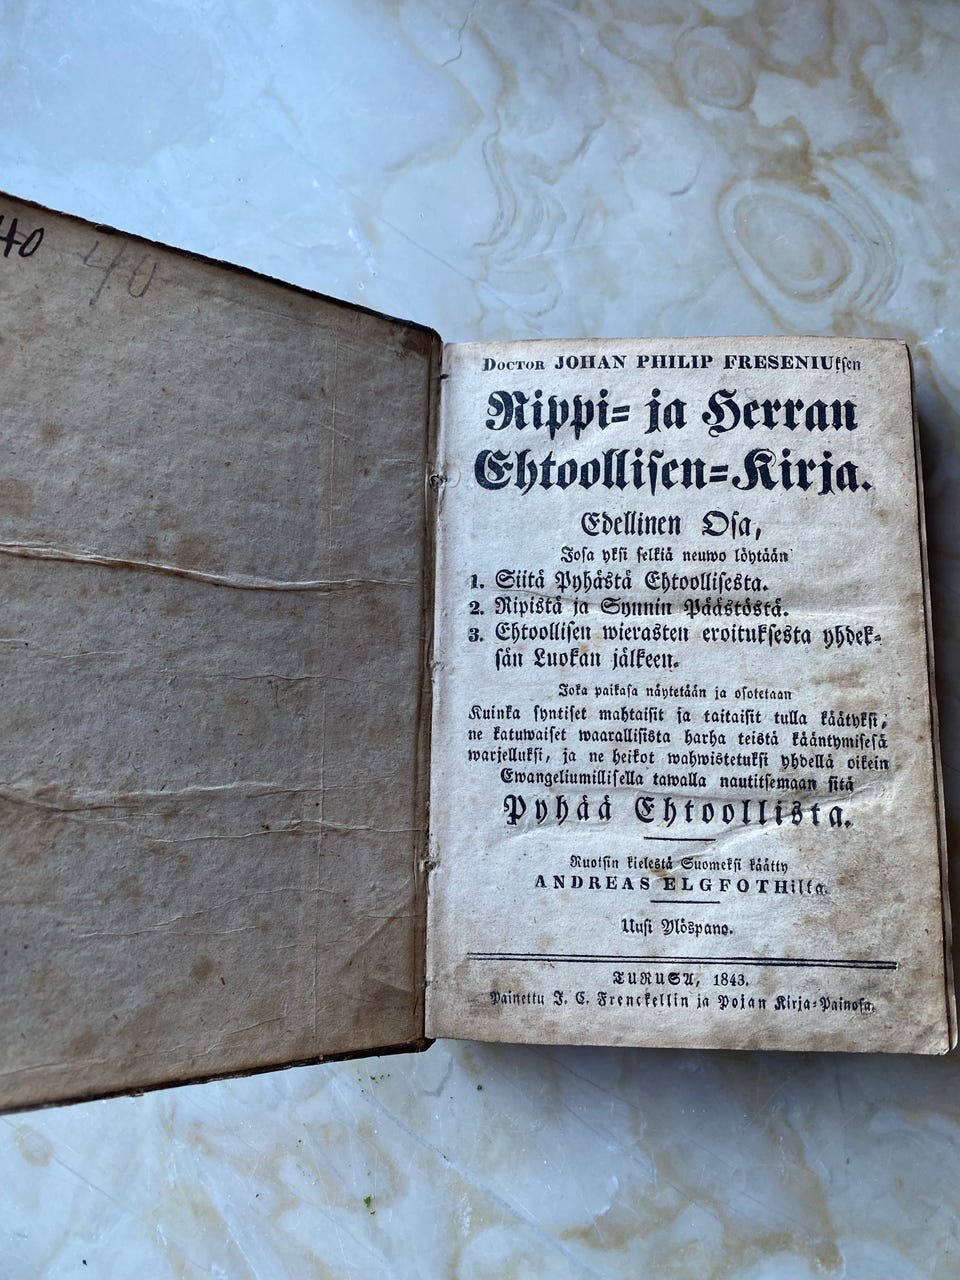 40
40
Doctor JOHAN PHILIP FRESENIUksen
Rippi= ja Herran
Ehtoollisen=Kirja.
Edellinen Osa,
Josa yksi selkiä neuwo löytään
1. Siitä Pyhästä Ehtoollisesta.
2. Ripistä ja Synnin Päästöstä.
3. Ehtoollisen wierasten eroituksesta yhdek=
sän Luokan jälkeen.
Joka paikasa näytetään ja osotetaan
Kuinka syntiset mahtaisit ja taitaisit tulla käätyksi,
ne katuwaiset waarallisista harha teistä kääntymisesä
warjelluksi, ja ne heikot wahwistetuksi yhdellä oikein
Ewangeliumillisella tawalla nautitsemaan sitä
Pyhää Ehtoollista.
Ruotsin kielestä Suomeksi käätty
ANDREAS ELGFOTHilta.
Uusi Ylöspano.
TURUSA, 1843.
Painettu J. C. Frenckellin ja Pojan Kirja=Painosa.